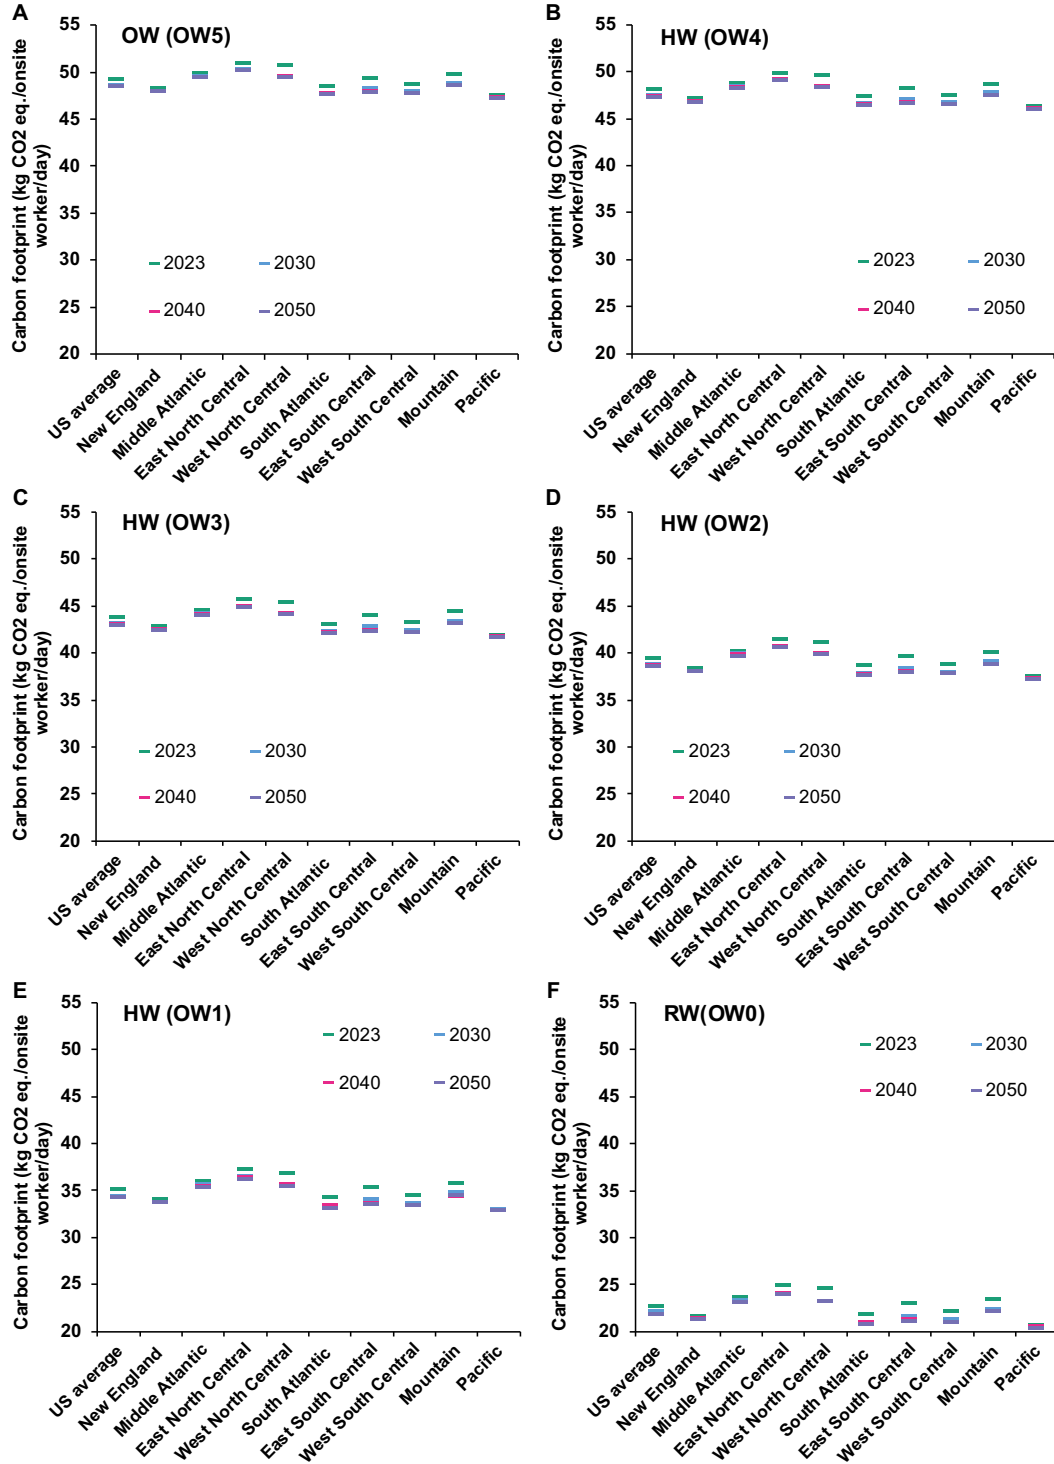 A
OW (OW5)
Carbon footprint (kg CO2 eq./onsite
worker/day)
55
50
45
40
35
30
25
20
2023
2030
2040
2050
US average
New England
Middle Atlantic
East North Central
West North Central
South Atlantic
East South Central
West South Central
Mountain
Pacific
B
HW (OW4)
Carbon footprint (kg CO2 eq./onsite
worker/day)
55
50
45
40
35
30
25
20
2023
2030
2040
2050
US average
New England
Middle Atlantic
East North Central
West North Central
South Atlantic
East South Central
West South Central
Mountain
Pacific
C
HW (OW3)
Carbon footprint (kg CO2 eq./onsite
worker/day)
55
50
45
40
35
30
25
20
2023
2030
2040
2050
US average
New England
Middle Atlantic
East North Central
West North Central
South Atlantic
East South Central
West South Central
Mountain
Pacific
D
HW (OW2)
Carbon footprint (kg CO2 eq./onsite
worker/day)
55
50
45
40
35
30
25
20
2023
2030
2040
2050
US average
New England
Middle Atlantic
East North Central
West North Central
South Atlantic
East South Central
West South Central
Mountain
Pacific
E
HW (OW1)
Carbon footprint (kg CO2 eq./onsite
worker/day)
55
50
45
40
35
30
25
20
2023
2030
2040
2050
US average
New England
Middle Atlantic
East North Central
West North Central
South Atlantic
East South Central
West South Central
Mountain
Pacific
F
RW(OW0)
Carbon footprint (kg CO2 eq./onsite
worker/day)
55
50
45
40
35
30
25
20
2023
2030
2040
2050
US average
New England
Middle Atlantic
East North Central
West North Central
South Atlantic
East South Central
West South Central
Mountain
Pacific